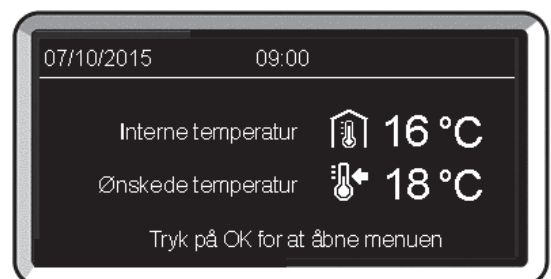 07/10/2015 09:00
Interne temperatur 16 °C
Ønskede temperatur 18 °C
Tryk på OK for at åbne menuen